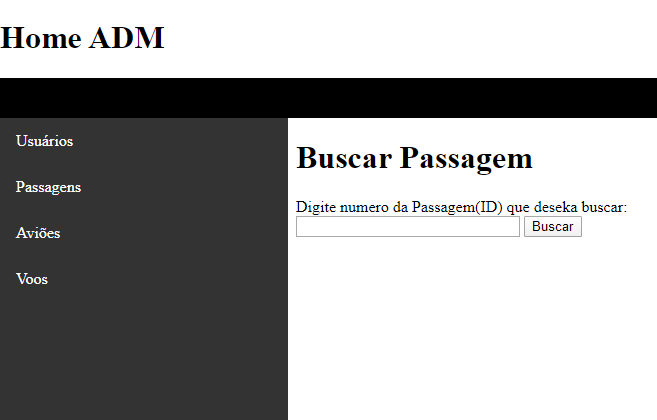 Home ADM
Usuários
Passagens
Aviões
Voos
Buscar Passagem
Digite numero da Passagem(ID) que deseka buscar:
Buscar